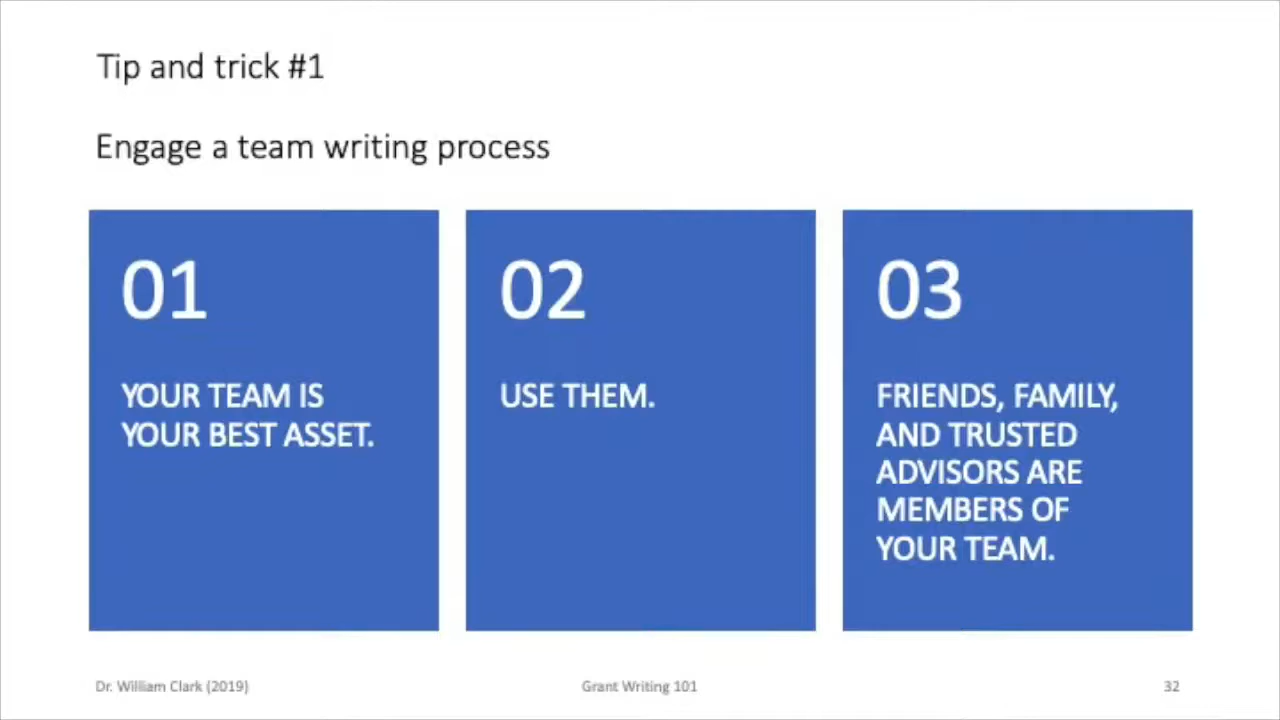 Tip and trick #1
Engage a team writing process
01
YOUR TEAM IS
YOUR BEST ASSET.
02
USE THEM.
03
FRIENDS, FAMILY,
AND TRUSTED
ADVISORS ARE
MEMBERS OF
YOUR TEAM.
Dr. William Clark (2019)
Grant Writing 101
32